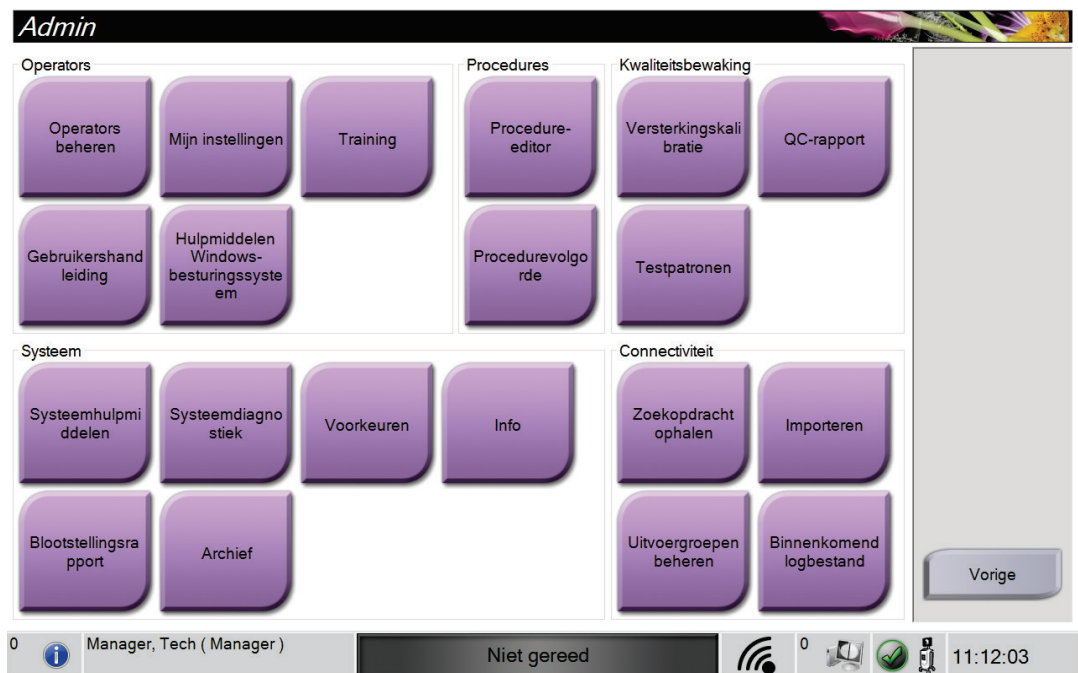 Admin
Operators
Operators
beheren
Mijn instellingen
Training
Gebruikershand
leiding
Hulpmiddelen
Windows-
besturingssyste
em
Procedures
Procedure-
editor
Procedurevolgo
rde
Kwaliteitsbewaking
Versterkingskali
bratie
QC-rapport
Testpatronen
Systeem
Systeemhulpmi
ddelen
Systeemdiagno
stiek
Voorkeuren
Info
Blootstellingsra
pport
Archief
Connectiviteit
Zoekopdracht
ophalen
Importeren
Uitvoergroepen
beheren
Binnenkomend
logbestand
Vorige
0
Manager, Tech ( Manager )
Niet gereed
0
11:12:03